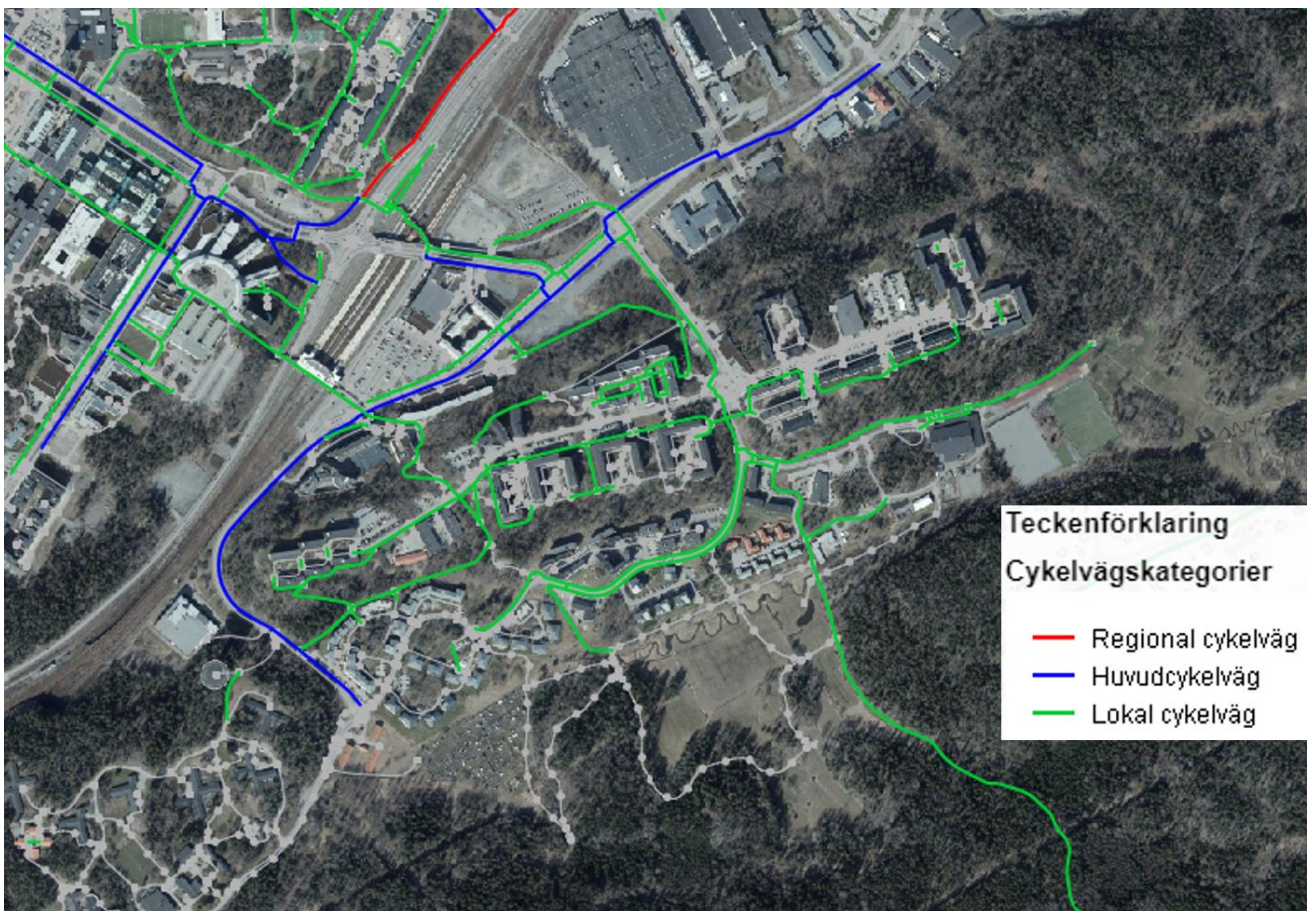 Teckenförklaring
Cykelvägskategorier
Regional cykelväg
Huvudcykelväg
Lokal cykelväg